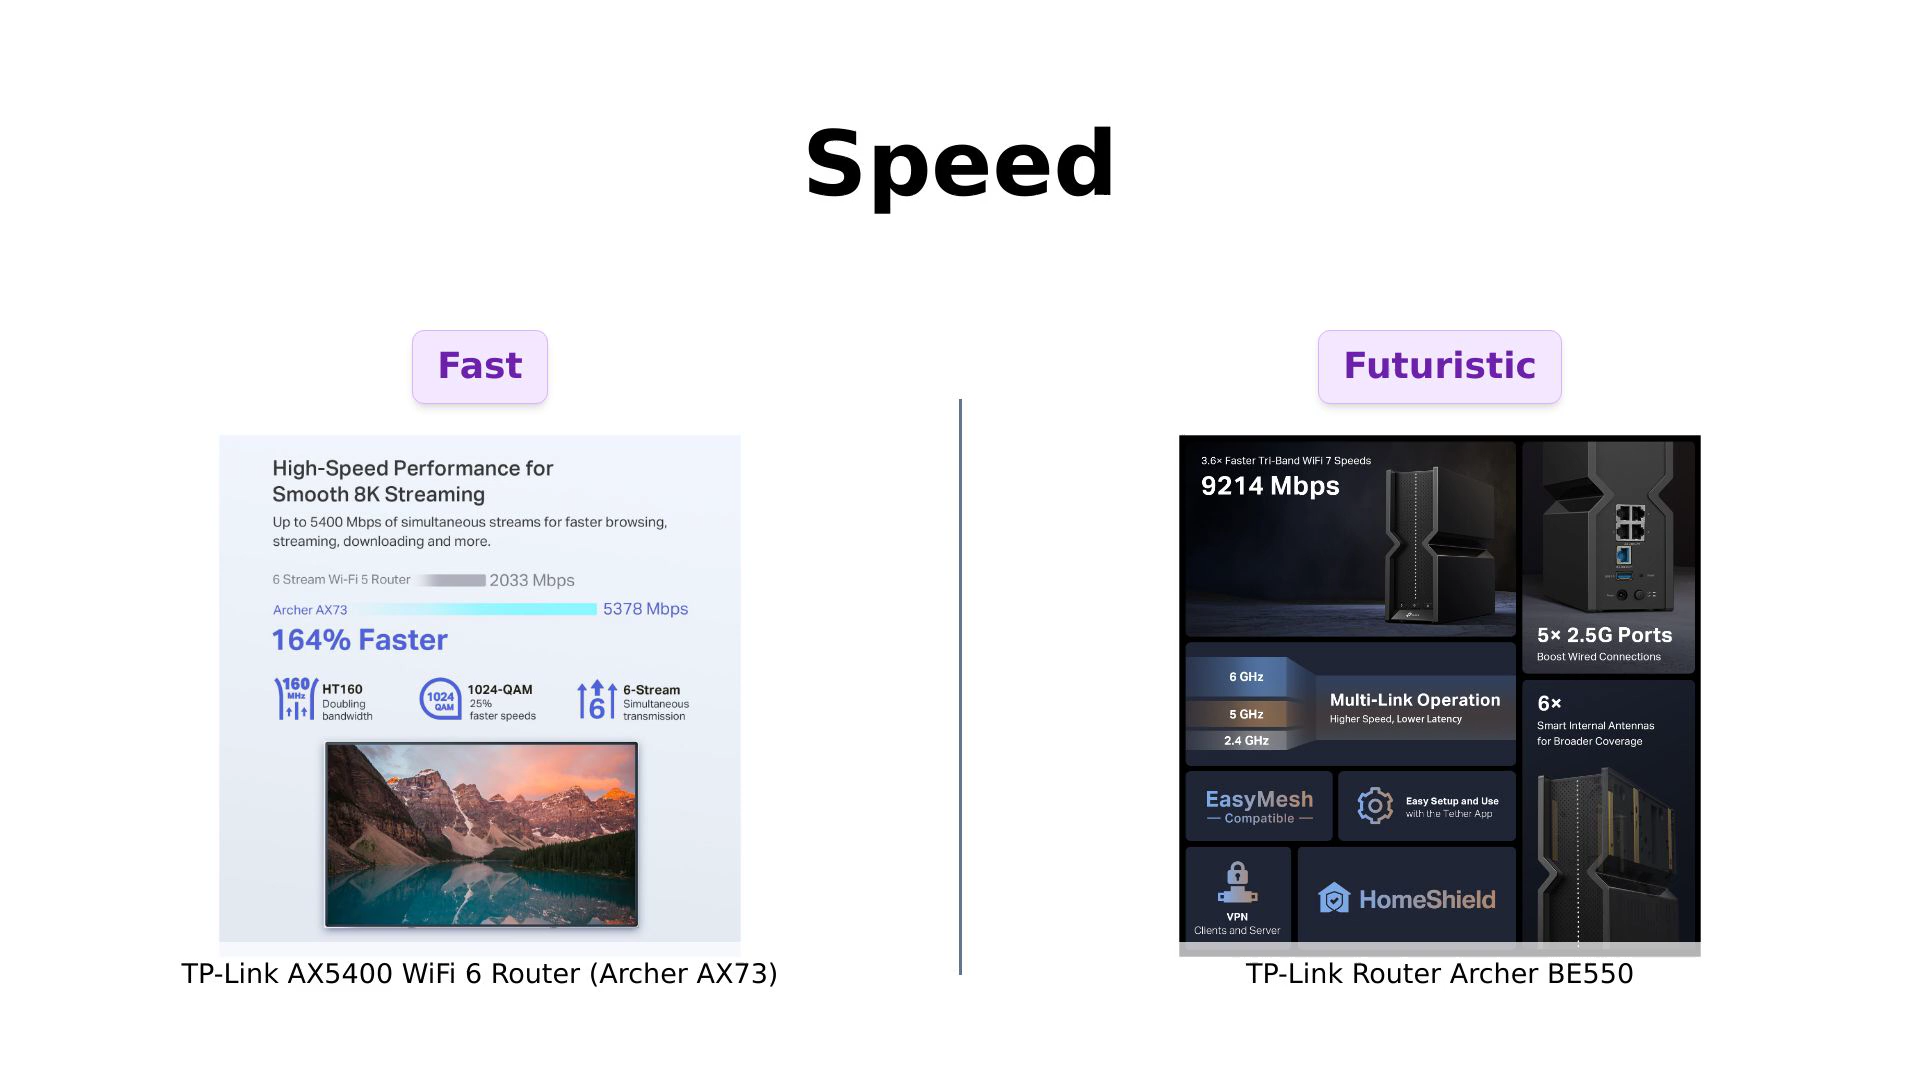 Speed
Fast
High-Speed Performance for
Smooth 8K Streaming
Up to 5400 Mbps of simultaneous streams for faster browsing,
streaming, downloading and more.
6 Stream Wi-Fi 5 Router 2033 Mbps
Archer AX73 5378 Mbps
164% Faster
160 MHz
HT160
Doubling
bandwidth
1024 QAM
1024-QAM
25%
faster speeds
6
6-Stream
Simultaneous
transmission
TP-Link AX5400 WiFi 6 Router (Archer AX73)
Futuristic
3.6× Faster Tri-Band WiFi 7 Speeds
9214 Mbps
5× 2.5G Ports
Boost Wired Connections
6 GHz
5 GHz
2.4 GHz
Multi-Link Operation
Higher Speed, Lower Latency
6×
Smart Internal Antennas
for Broader Coverage
EasyMesh
Compatible
Easy Setup and Use
with the Tether App
VPN
Clients and Server
HomeShield
TP-Link Router Archer BE550